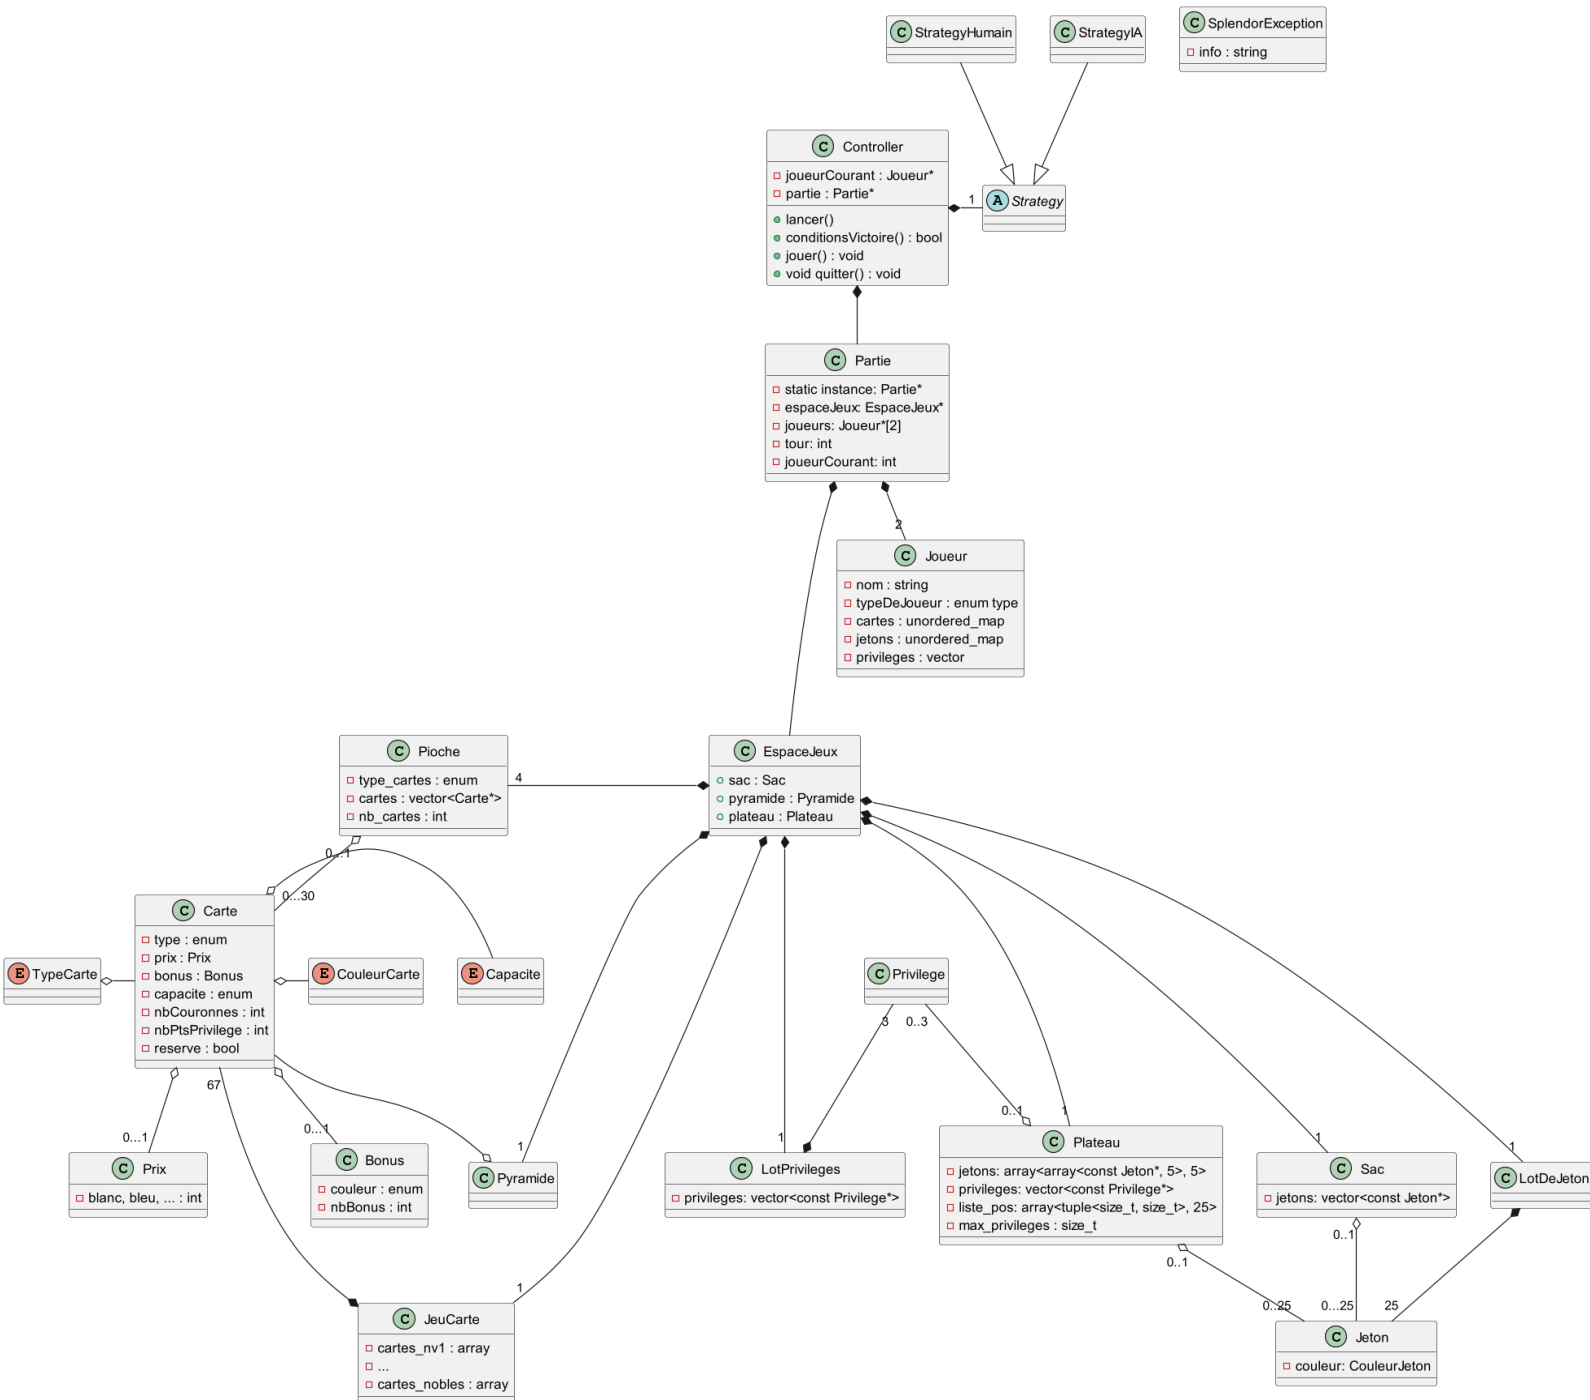 C StrategyHumain
C StrategyIA
C SplendorException
info : string
C Controller
joueurCourant : Joueur*
partie : Partie*
lancer()
conditionsVictoire() : bool
jouer() : void
void quitter() : void
1
A Strategy
C Partie
static instance: Partie*
espaceJeux: EspaceJeux*
joueurs: Joueur*[2]
tour: int
joueurCourant: int
2
C Joueur
nom : string
typeDeJoueur : enum type
cartes : unordered_map
jetons : unordered_map
privileges : vector
C Pioche
type_cartes : enum
cartes : vector<Carte*>
nb_cartes : int
4
C EspaceJeux
sac : Sac
pyramide : Pyramide
plateau : Plateau
0...1
0...30
C Carte
type : enum
prix : Prix
bonus : Bonus
capacite : enum
nbCouronnes : int
nbPtsPrivilege : int
reserve : bool
E TypeCarte
E CouleurCarte
E Capacite
C Privilege
3
0..3
67
0...1
0...1
1
1
0..1
1
1
1
C Prix
blanc, bleu, ... : int
C Bonus
couleur : enum
nbBonus : int
C Pyramide
C LotPrivileges
privileges: vector<const Privilege*>
C Plateau
jetons: array<array<const Jeton*, 5>, 5>
privileges: vector<const Privilege*>
liste_pos: array<tuple<size_t, size_t>, 25>
max_privileges : size_t
C Sac
jetons: vector<const Jeton*>
C LotDeJetons
0..1
0..1
1
0..25
0...25
25
C JeuCarte
cartes_nv1 : array
...
cartes_nobles : array
C Jeton
couleur: CouleurJeton